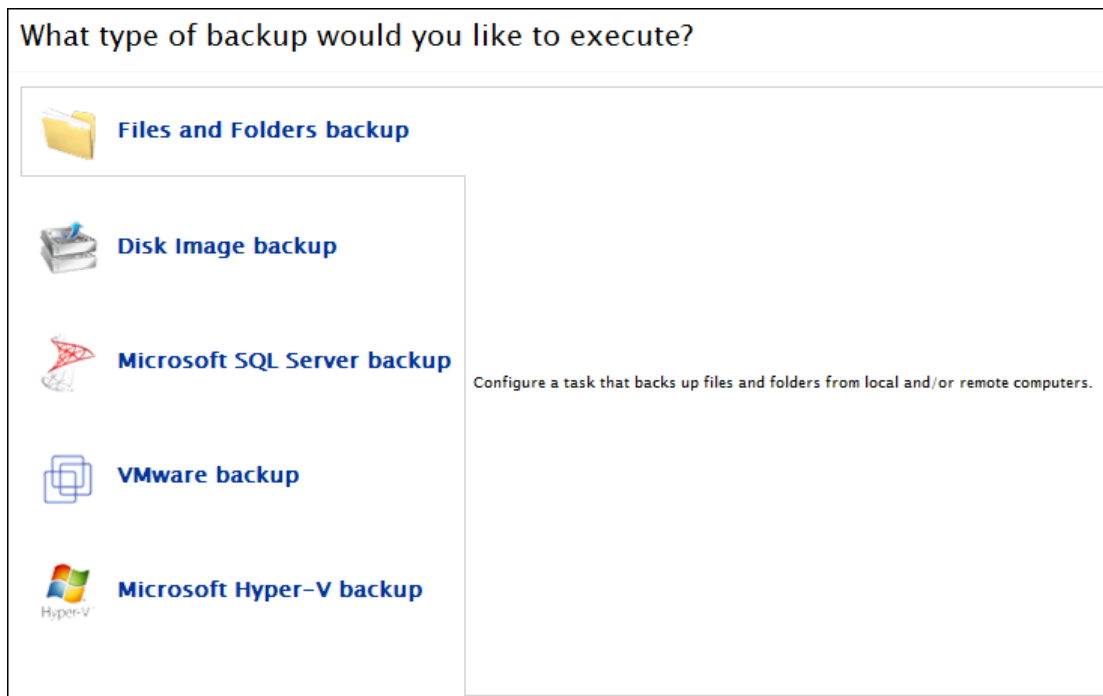 What type of backup would you like to execute?
Files and Folders backup
Disk Image backup
Microsoft SQL Server backup
Configure a task that backs up files and folders from local and/or remote computers.
VMware backup
Microsoft Hyper-V backup
Hyper-V